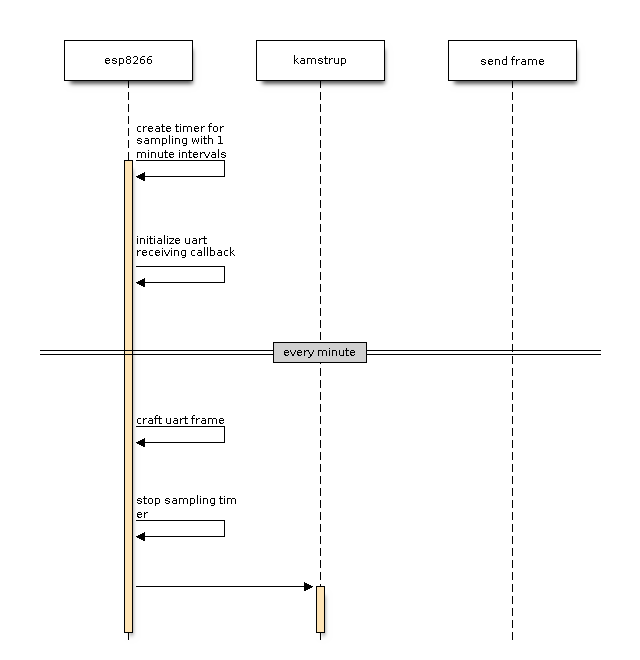 esp8266
kamstrup
send frame
create timer for
sampling with 1
minute intervals
initialize uart
receiving callback
every minute
craft uart frame
stop sampling tim
er